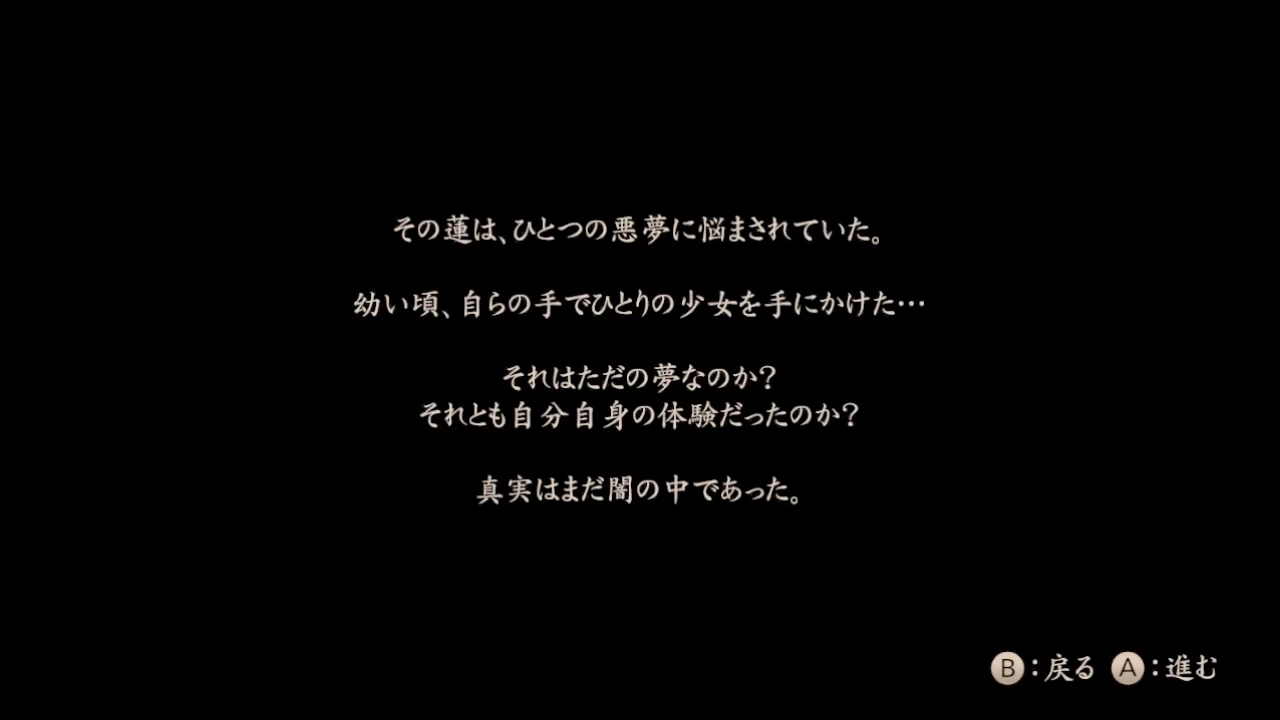 その蓮は、ひとつの悪夢に悩まされていた。
幼い頃、自らの手でひとりの少女を手にかけた…
それはただの夢なのか?
それとも自分自身の体験だったのか?
真実はまだ闇の中であった。
B:戻る A:進む